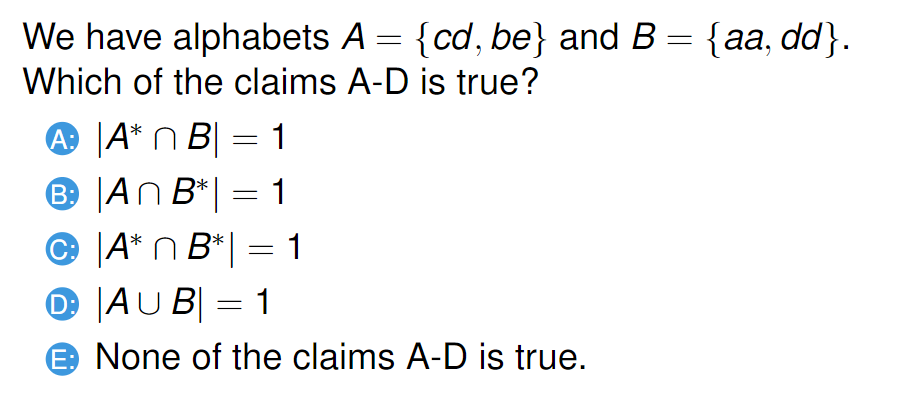 We have alphabets A = {cd, be} and B = {aa, dd}.
Which of the claims A-D is true?
A: |A* ∩ B| = 1
B: |A ∩ B*| = 1
C: |A* ∩ B*| = 1
D: |A ∪ B| = 1
E: None of the claims A-D is true.